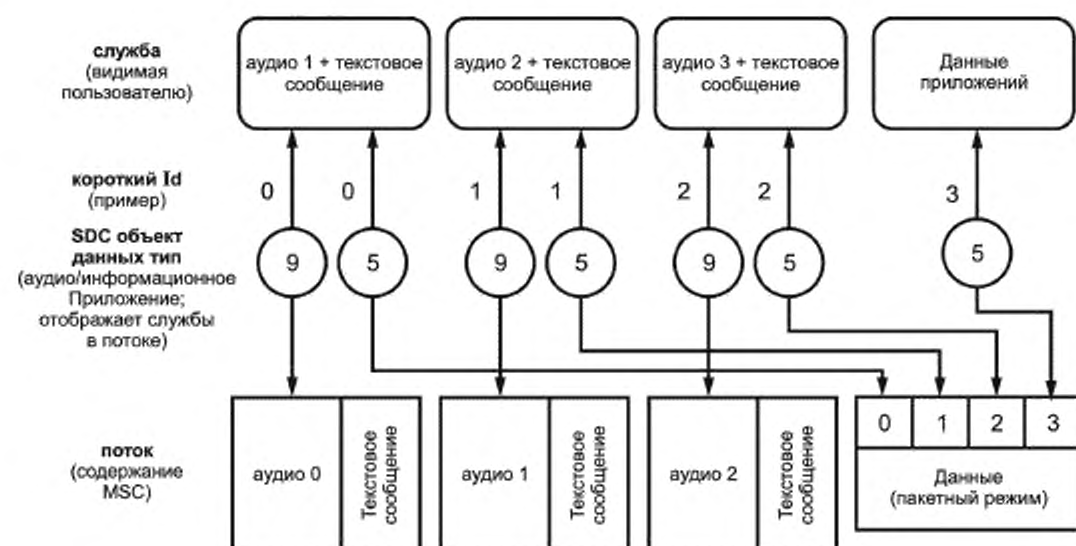 служба
(видимая
пользователю)
аудио 1 + текстовое
сообщение
аудио 2 + текстовое
сообщение
аудио 3 + текстовое
сообщение
Данные
приложений
короткий Id
(пример)
0
0
1
1
2
2
3
SDC объект
данных тип
(аудио/информационное
Приложение;
отображает службы
в потоке)
9
5
9
5
9
5
5
поток
(содержание
MSC)
аудио 0
Текстовое
сообщение
аудио 1
Текстовое
сообщение
аудио 2
Текстовое
сообщение
0
1
2
3
Данные
(пакетный режим)